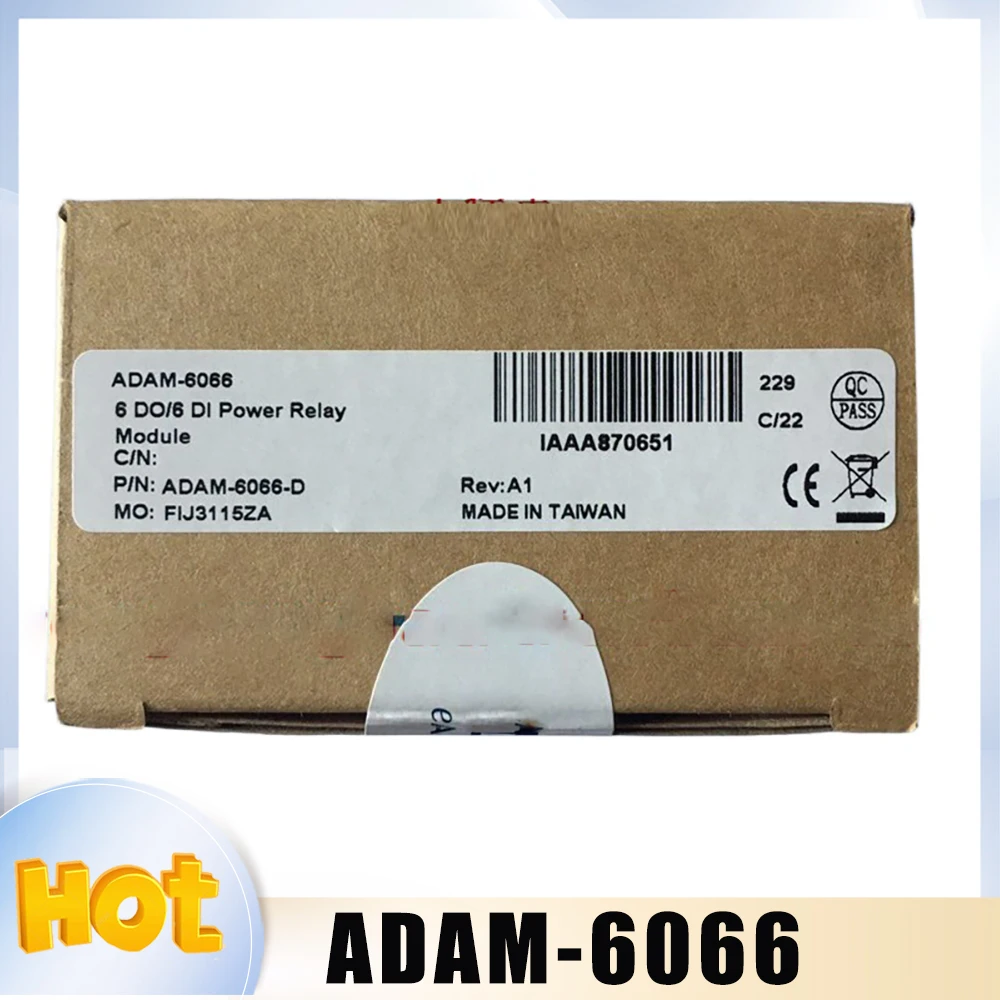 ADAM-6066
6 DO/6 DI Power Relay
Module
C/N:
P/N: ADAM-6066-D
MO: FIJ3115ZA
IAAA870651
Rev:A1
MADE IN TAIWAN
229
C/22
QC
PASS
CE
eA
Hot
ADAM-6066